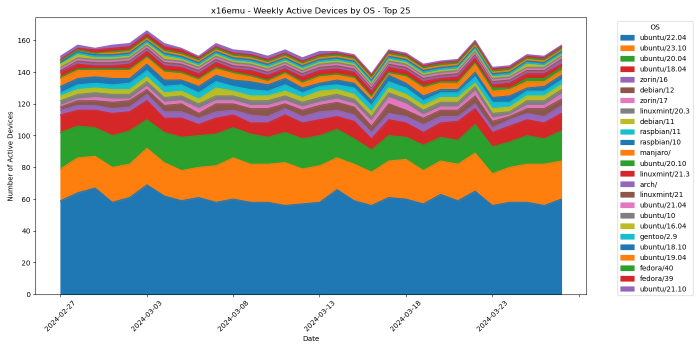 x16emu - Weekly Active Devices by OS - Top 25
Number of Active Devices
160
140
120
100
80
60
40
20
0
2024-02-27
2024-03-03
2024-03-08
2024-03-13
2024-03-18
2024-03-23
Date
OS
ubuntu/22.04
ubuntu/23.10
ubuntu/20.04
ubuntu/18.04
zorin/16
debian/12
zorin/17
linuxmint/20.3
debian/11
raspbian/11
raspbian/10
manjaro/
ubuntu/20.10
linuxmint/21.3
arch/
linuxmint/21
ubuntu/21.04
ubuntu/10
ubuntu/16.04
gentoo/2.9
ubuntu/18.10
ubuntu/19.04
fedora/40
fedora/39
ubuntu/21.10